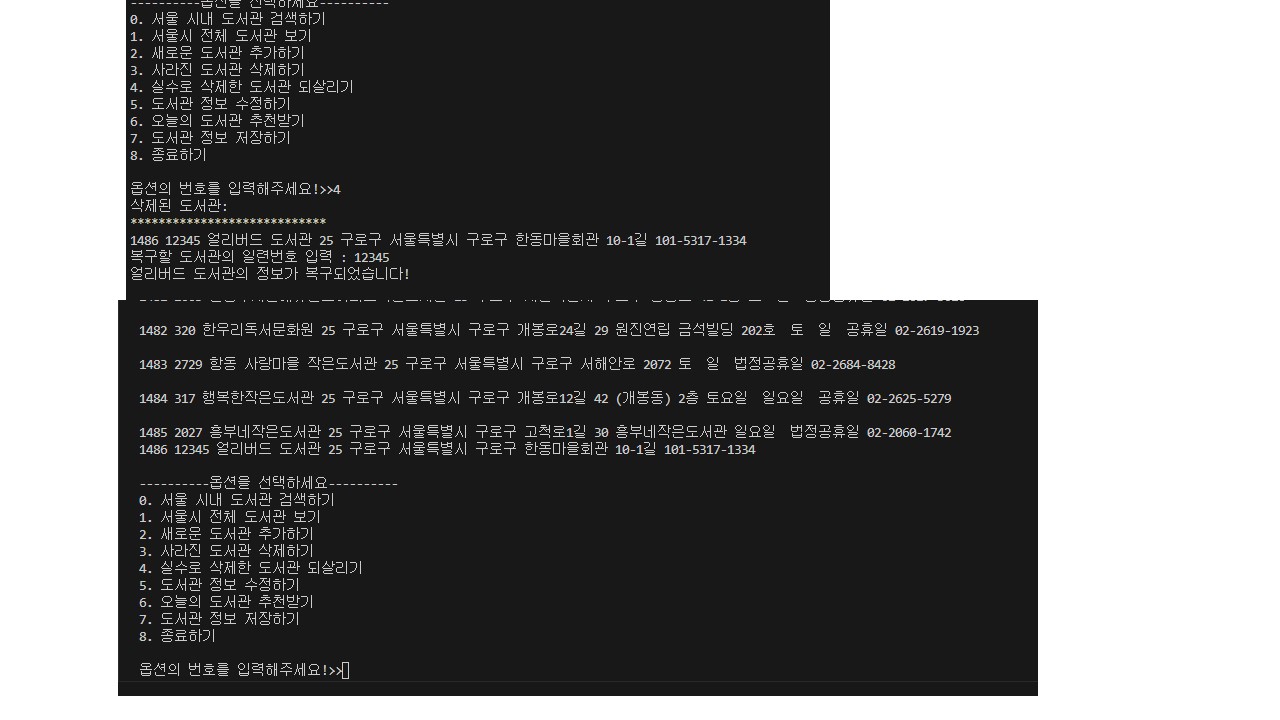 ----------옵션을 선택하세요----------
0. 서울 시내 도서관 검색하기
1. 서울시 전체 도서관 보기
2. 새로운 도서관 추가하기
3. 사라진 도서관 삭제하기
4. 실수로 삭제한 도서관 되살리기
5. 도서관 정보 수정하기
6. 오늘의 도서관 추천받기
7. 도서관 정보 저장하기
8. 종료하기
옵션의 번호를 입력해주세요!>>4
삭제된 도서관:
****************************
1486 12345 얼리버드 도서관 25 구로구 서울특별시 구로구 한동마을회관 10-1길 101-5317-1334
복구할 도서관의 일련번호 입력 : 12345
얼리버드 도서관의 정보가 복구되었습니다!
1482 320 한우리독서문화원 25 구로구 서울특별시 구로구 개봉로24길 29 원진연립 금석빌딩 202호  토  일  공휴일 02-2619-1923
1483 2729 항동 사랑마을 작은도서관 25 구로구 서울특별시 구로구 서해안로 2072 토  일  법정공휴일 02-2684-8428
1484 317 행복한작은도서관 25 구로구 서울특별시 구로구 개봉로12길 42 (개봉동) 2층 토요일  일요일  공휴일 02-2625-5279
1485 2027 흥부네작은도서관 25 구로구 서울특별시 구로구 고척로1길 30 흥부네작은도서관 일요일  법정공휴일 02-2060-1742
1486 12345 얼리버드 도서관 25 구로구 서울특별시 구로구 한동마을회관 10-1길 101-5317-1334
----------옵션을 선택하세요----------
0. 서울 시내 도서관 검색하기
1. 서울시 전체 도서관 보기
2. 새로운 도서관 추가하기
3. 사라진 도서관 삭제하기
4. 실수로 삭제한 도서관 되살리기
5. 도서관 정보 수정하기
6. 오늘의 도서관 추천받기
7. 도서관 정보 저장하기
8. 종료하기
옵션의 번호를 입력해주세요!>>